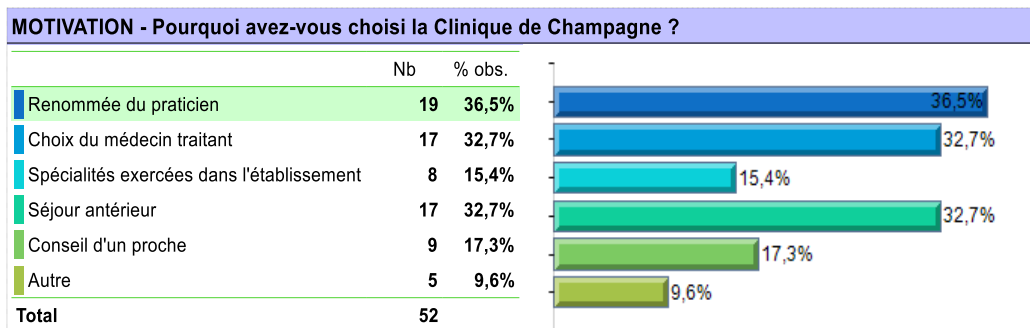 MOTIVATION - Pourquoi avez-vous choisi la Clinique de Champagne ?
Nb % obs.
Renommée du praticien 19 36,5% 36,5%
Choix du médecin traitant 17 32,7% 32,7%
Spécialités exercées dans l'établissement 8 15,4% 15,4%
Séjour antérieur 17 32,7% 32,7%
Conseil d'un proche 9 17,3% 17,3%
Autre 5 9,6% 9,6%
Total 52